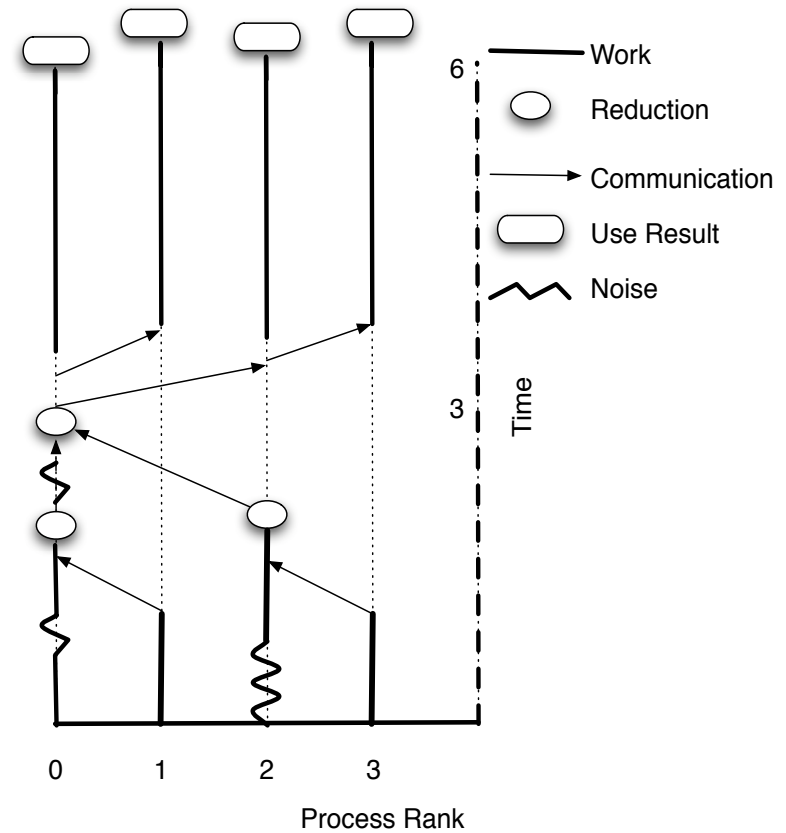 Work
6
Reduction
Communication
Use Result
Noise
3
Time
0 1 2 3
Process Rank